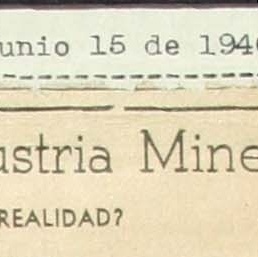 unio 15 de 194
ustria Mine
REALIDAD?